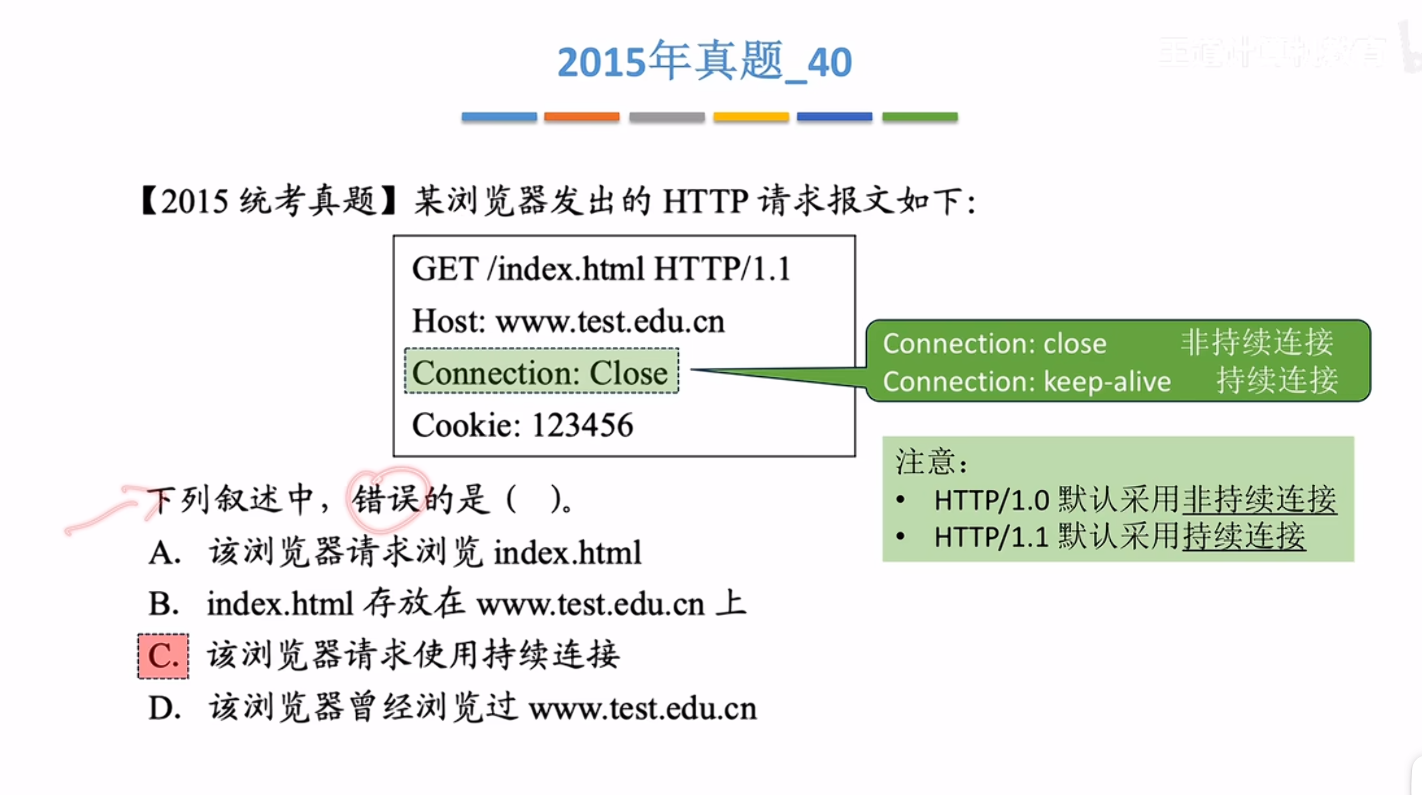 2015年真题_40
【2015 统考真题】某浏览器发出的 HTTP 请求报文如下：
GET /index.html HTTP/1.1
Host: www.test.edu.cn
Connection: Close
Cookie: 123456
Connection: close 非持续连接
Connection: keep-alive 持续连接
注意：
• HTTP/1.0 默认采用非持续连接
• HTTP/1.1 默认采用持续连接
下列叙述中，错误的是（ ）。
A. 该浏览器请求浏览 index.html
B. index.html 存放在 www.test.edu.cn 上
C. 该浏览器请求使用持续连接
D. 该浏览器曾经浏览过 www.test.edu.cn